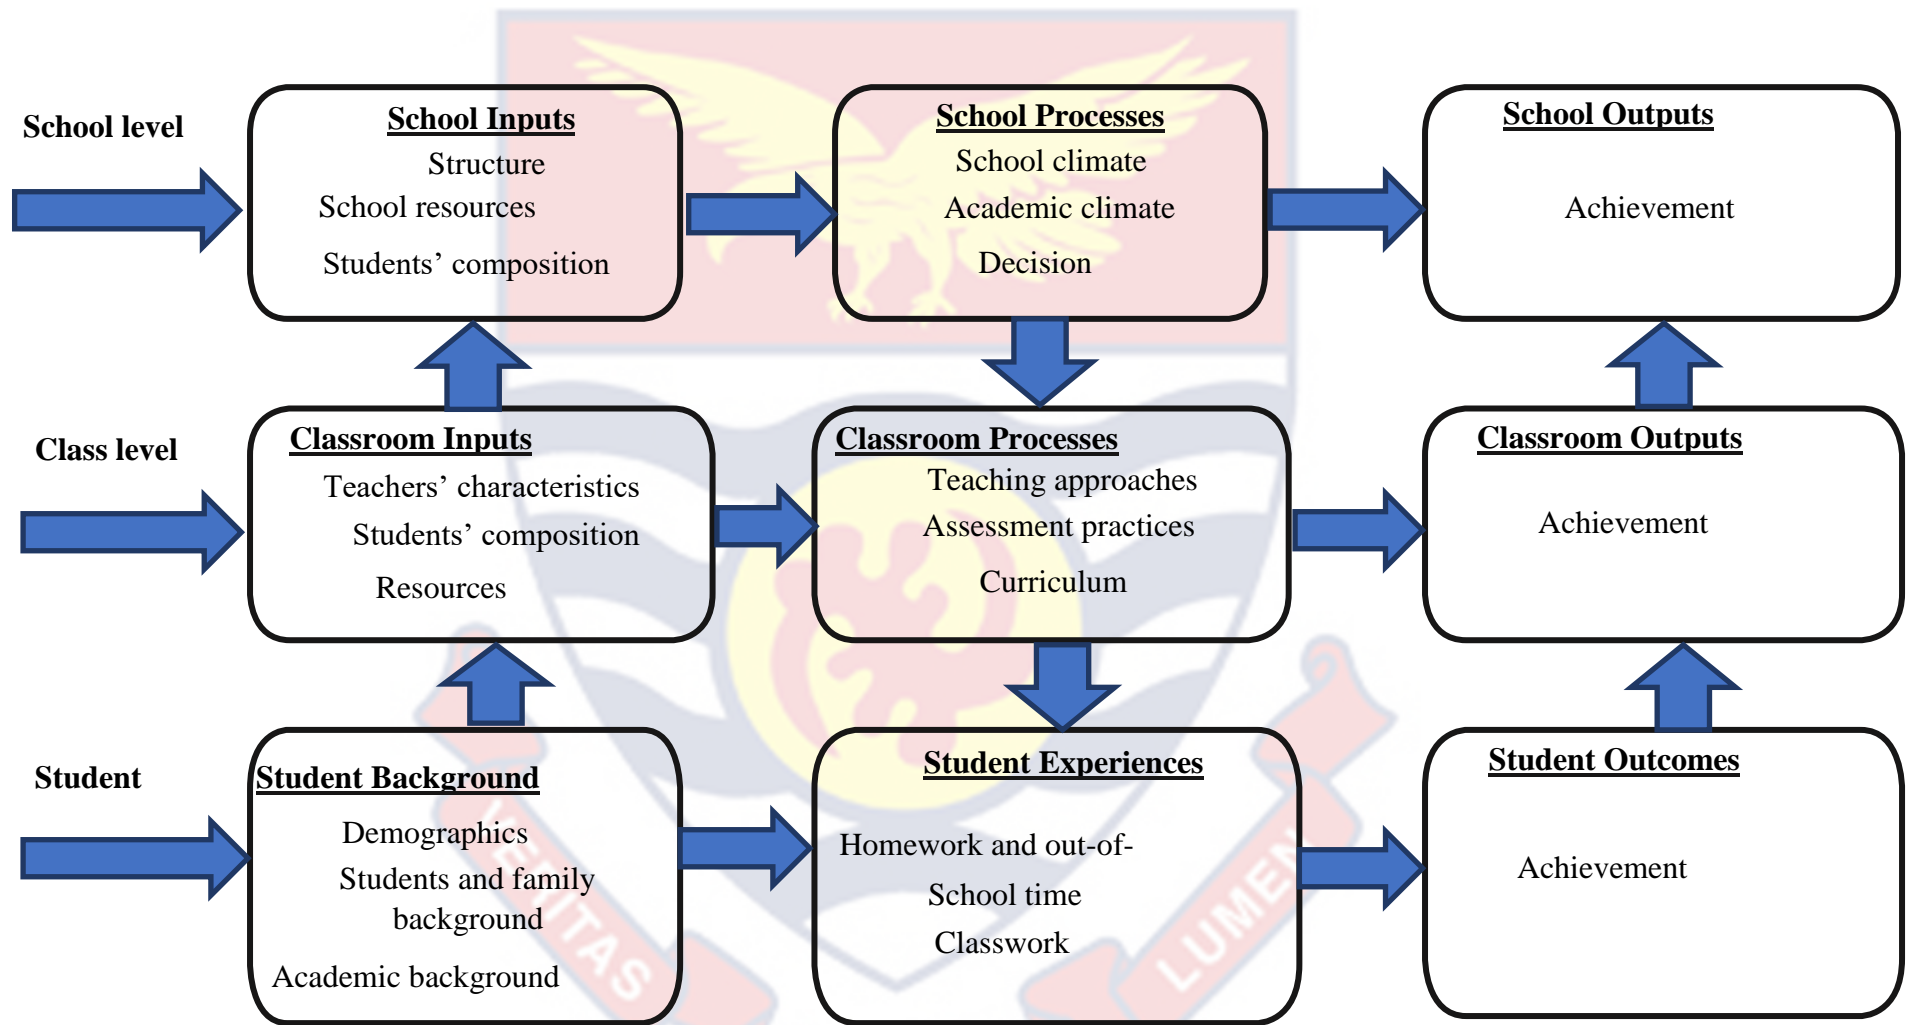 School level
School Inputs
Structure
School resources
Students’ composition
School Processes
School climate
Academic climate
Decision
School Outputs
Achievement
Class level
Classroom Inputs
Teachers’ characteristics
Students’ composition
Resources
Classroom Processes
Teaching approaches
Assessment practices
Curriculum
Classroom Outputs
Achievement
Student
Student Background
Demographics
Students and family
background
Academic background
Student Experiences
Homework and out-of-
School time
Classwork
Student Outcomes
Achievement
VERITAS
LUMEN